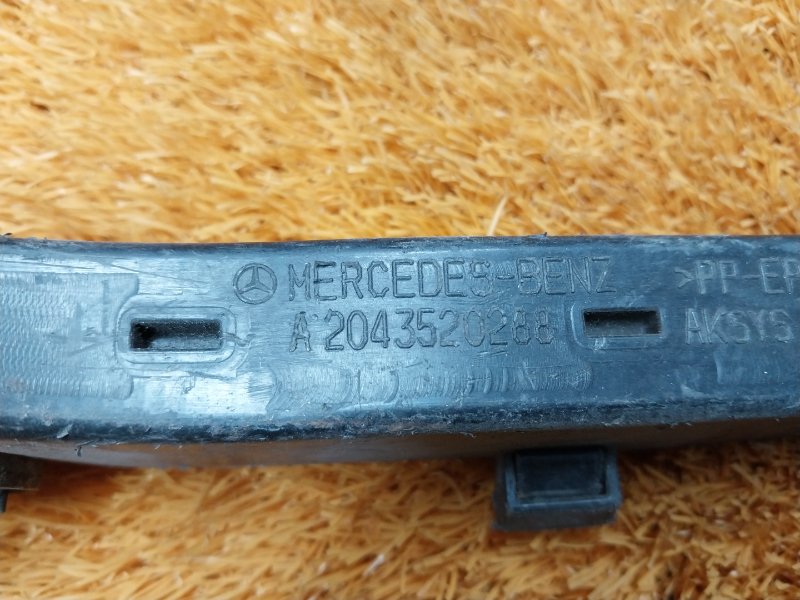 MERCEDES-BENZ >PP-EP
A 2043520288 AKSYS